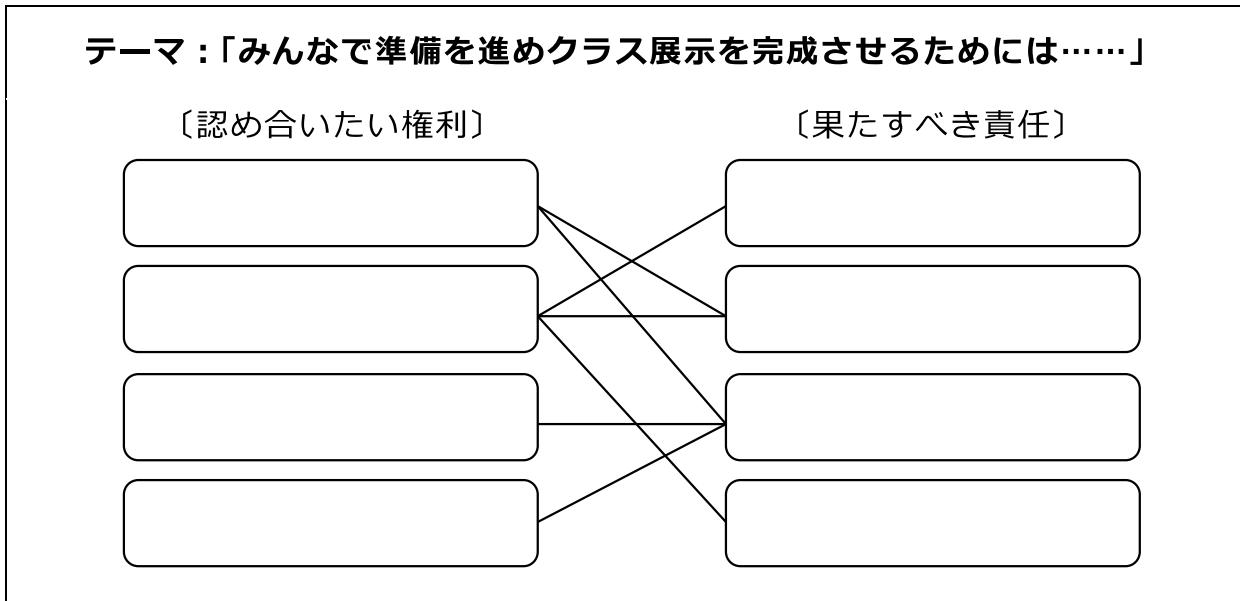 テーマ：「みんなで準備を進めクラス展示を完成させるためには……」
〔認め合いたい権利〕
〔果たすべき責任〕